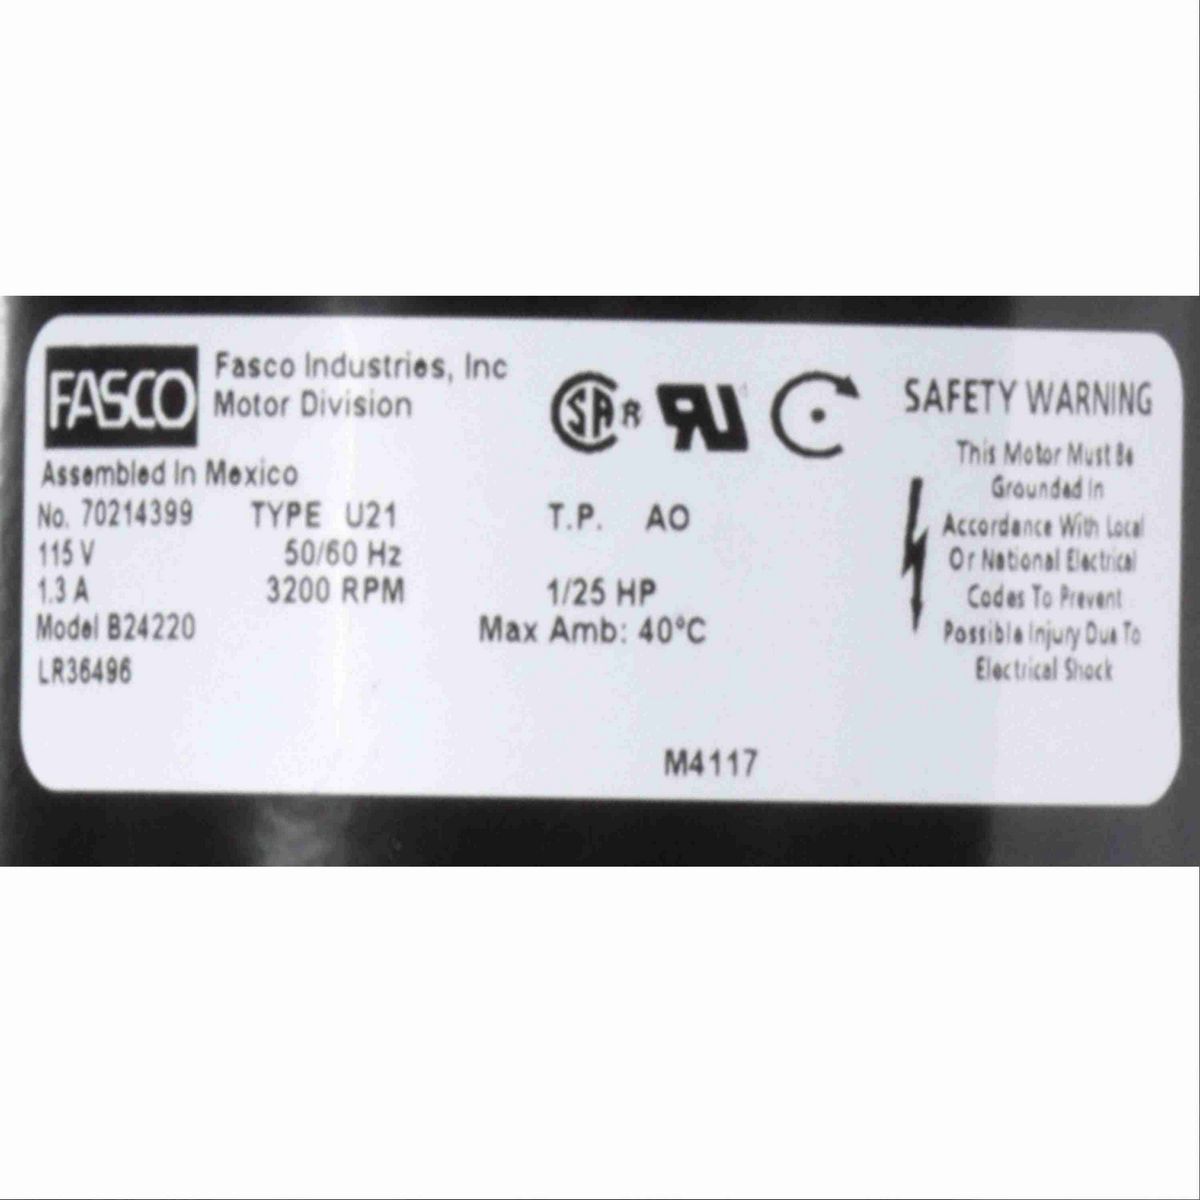 FASCO
Fasco Industries, Inc
Motor Division
Assembled In Mexico
No. 70214399 TYPE U21 T.P. AO
115 V 50/60 Hz
1.3 A 3200 RPM 1/25 HP
Model B24220 Max Amb: 40°C
LR36496
M4117
SA R
RU
SAFETY WARNING
This Motor Must Be
Grounded In
Accordance With Local
Or National Electrical
Codes To Prevent
Possible Injury Due To
Electrical Shock